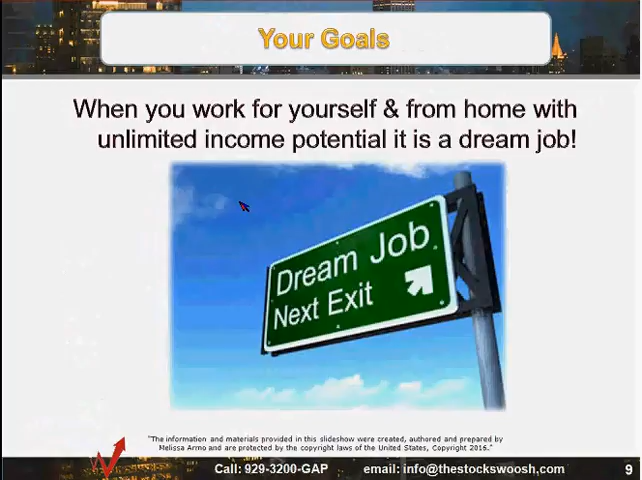 Your Goals
When you work for yourself & from home with
unlimited income potential it is a dream job!
Dream Job
Next Exit
"The information and materials provided in this slideshow were created, authored and prepared by
Melissa Armo and are protected by the copyright laws of the United States, Copyright 2016."
Call: 929-3200-GAP email: info@thestockswoosh.com 9